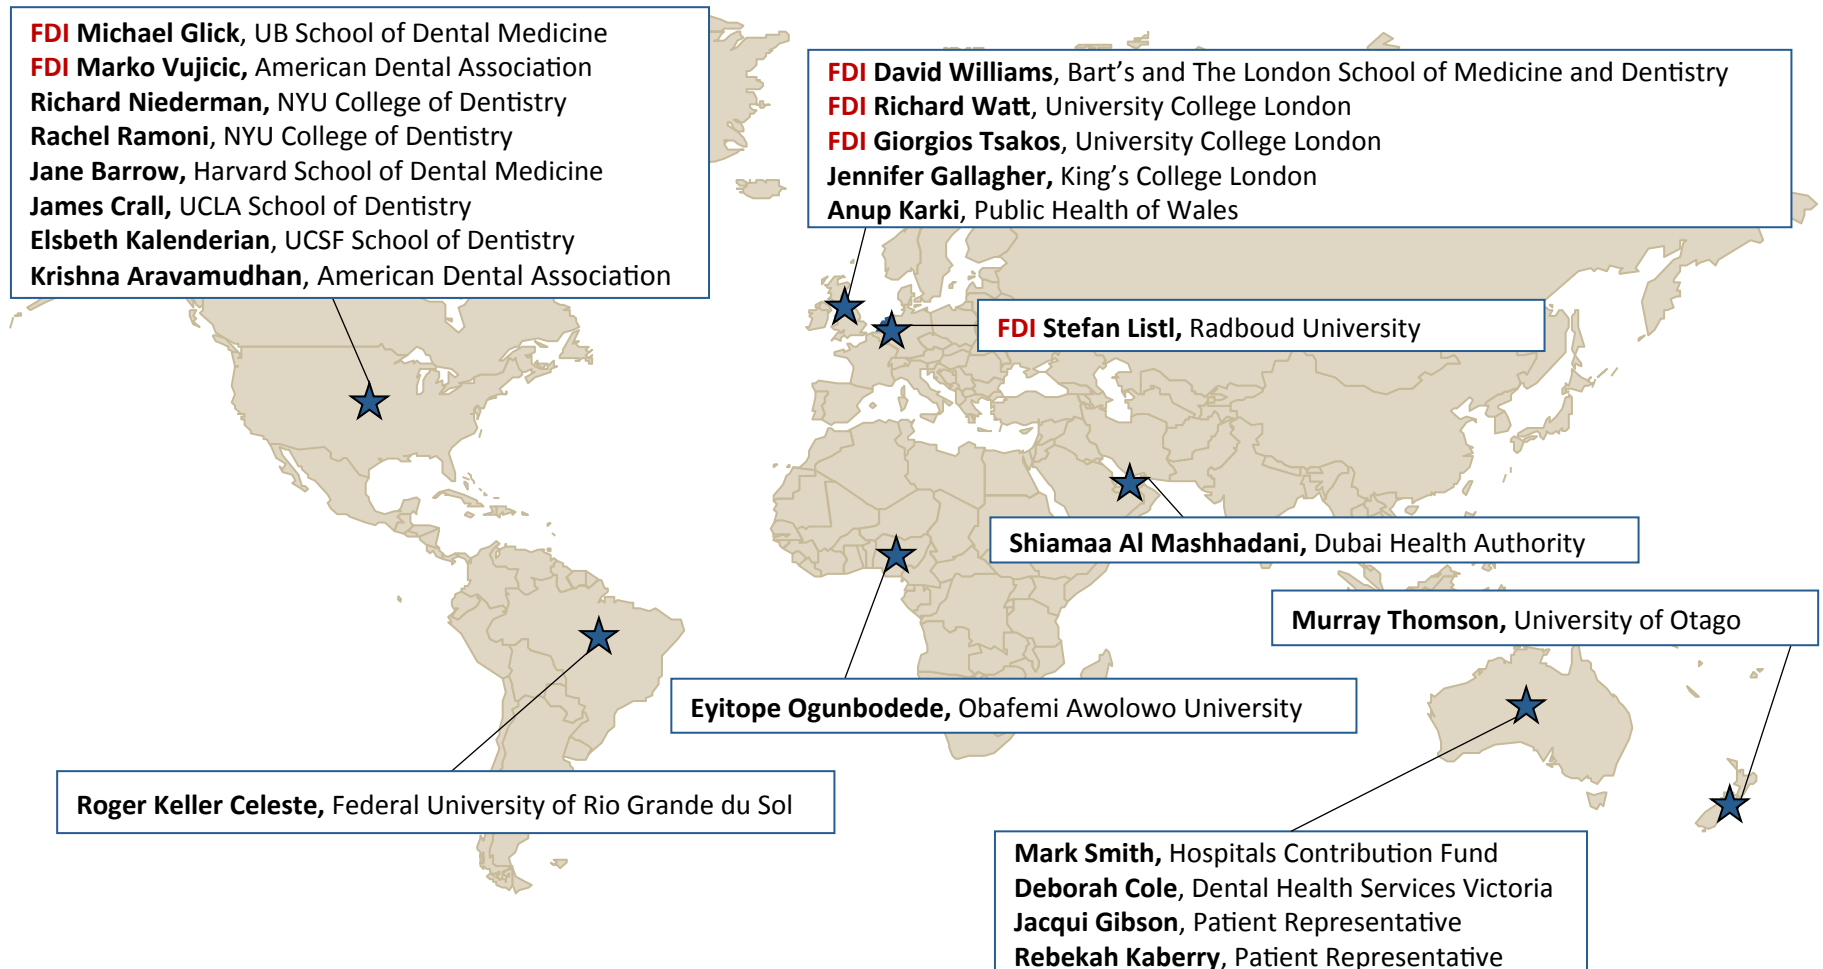 FDI Michael Glick, UB School of Dental Medicine
FDI Marko Vujicic, American Dental Association
Richard Niederman, NYU College of Dentistry
Rachel Ramoni, NYU College of Dentistry
Jane Barrow, Harvard School of Dental Medicine
James Crall, UCLA School of Dentistry
Elsbeth Kalenderian, UCSF School of Dentistry
Krishna Aravamudhan, American Dental Association
FDI David Williams, Bart's and The London School of Medicine and Dentistry
FDI Richard Watt, University College London
FDI Giorgios Tsakos, University College London
Jennifer Gallagher, King's College London
Anup Karki, Public Health of Wales
FDI Stefan Listl, Radboud University
Shiamaa Al Mashhadani, Dubai Health Authority
Murray Thomson, University of Otago
Eyitope Ogunbodede, Obafemi Awolowo University
Roger Keller Celeste, Federal University of Rio Grande du Sol
Mark Smith, Hospitals Contribution Fund
Deborah Cole, Dental Health Services Victoria
Jacqui Gibson, Patient Representative
Rebekah Kaberry, Patient Representative